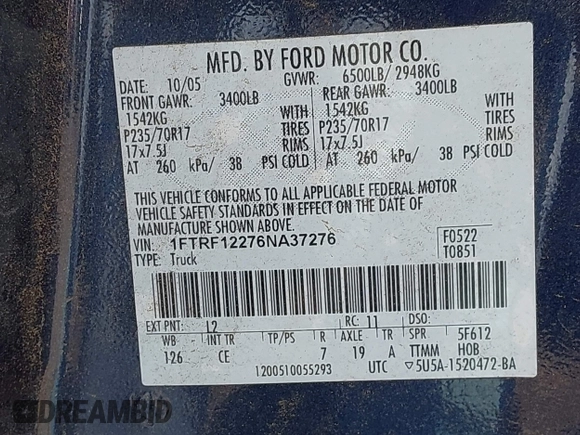 MFD. BY FORD MOTOR CO.
DATE: 10/05 GVWR: 6500LB/ 2948KG
FRONT GAWR: 3400LB REAR GAWR: 3400LB
1542KG WITH 1542KG WITH
P235/70R17 TIRES P235/70R17 TIRES
17x7.5J RIMS 17x7.5J RIMS
AT 260 kPa/ 38 PSI COLD AT 260 kPa/ 38 PSI COLD
THIS VEHICLE CONFORMS TO ALL APPLICABLE FEDERAL MOTOR
VEHICLE SAFETY STANDARDS IN EFFECT ON THE DATE OF
MANUFACTURE SHOWN ABOVE.
VIN: 1FTRF12276NA37276 F0522
TYPE: Truck T0851
EXT PNT: L2 RC: 11 DSO:
WB INT TR TP/PS R AXLE TR SPR 5F612
126 CE 7 19 A TTMM HOB
1200510055293 UTC ▽5U5A-1520472-BA
DREAMBID